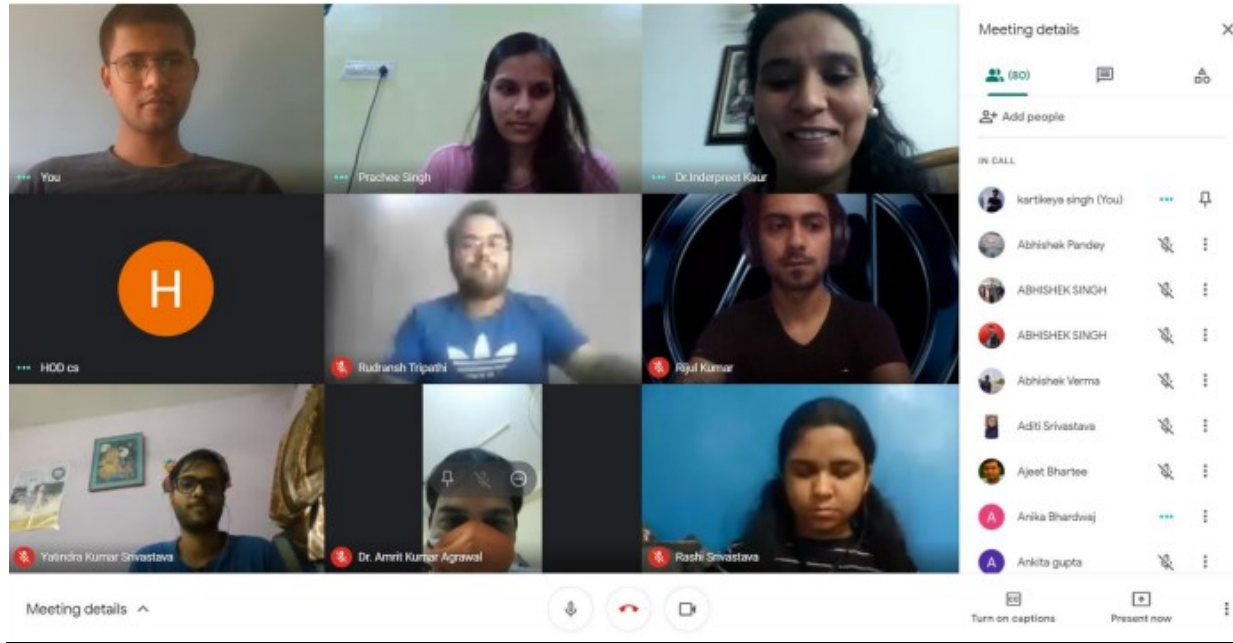 You
Prachee Singh
Dr.Inderpreet Kaur
H
HOD cs
Rudransh Tripathi
Rijul Kumar
Yatindra Kumar Srivastava
Dr. Amrit Kumar Agrawal
Rashi Srivastava
Meeting details
(80)
Add people
IN CALL
kartikeya singh (You)
Abhishek Pandey
ABHISHEK SINGH
ABHISHEK SINGH
Abhishek Verma
Aditi Srivastava
Ajeet Bhartee
A Anika Bhardwaj
A Ankita gupta
Meeting details
Turn on captions
Present now